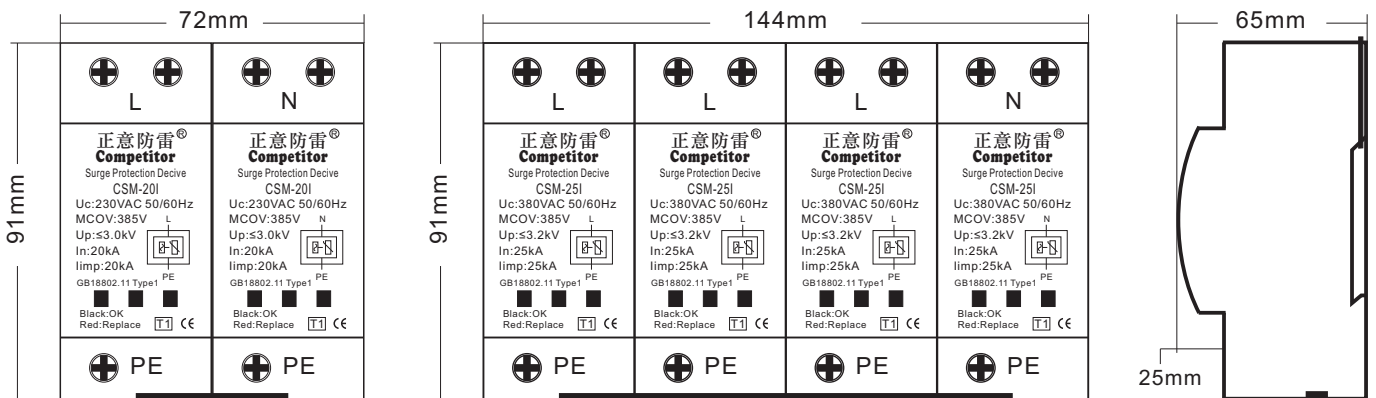 72mm
91mm
L
正意防雷®
Competitor
Surge Protection Decive
CSM-20I
Uc:230VAC 50/60Hz
MCOV:385V
L
Up:≤3.0kV
In:20kA
Iimp:20kA
PE
GB18802.11 Type1
Black:OK
Red:Replace
T1 CE
PE
N
正意防雷®
Competitor
Surge Protection Decive
CSM-20I
Uc:230VAC 50/60Hz
MCOV:385V
N
Up:≤3.0kV
In:20kA
Iimp:20kA
PE
GB18802.11 Type1
Black:OK
Red:Replace
T1 CE
PE
144mm
91mm
L
正意防雷®
Competitor
Surge Protection Decive
CSM-25I
Uc:380VAC 50/60Hz
MCOV:385V
L
Up:≤3.2kV
In:25kA
Iimp:25kA
PE
GB18802.11 Type1
Black:OK
Red:Replace
T1 CE
PE
L
正意防雷®
Competitor
Surge Protection Decive
CSM-25I
Uc:380VAC 50/60Hz
MCOV:385V
L
Up:≤3.2kV
In:25kA
Iimp:25kA
PE
GB18802.11 Type1
Black:OK
Red:Replace
T1 CE
PE
L
正意防雷®
Competitor
Surge Protection Decive
CSM-25I
Uc:380VAC 50/60Hz
MCOV:385V
L
Up:≤3.2kV
In:25kA
Iimp:25kA
PE
GB18802.11 Type1
Black:OK
Red:Replace
T1 CE
PE
N
正意防雷®
Competitor
Surge Protection Decive
CSM-25I
Uc:380VAC 50/60Hz
MCOV:385V
N
Up:≤3.2kV
In:25kA
Iimp:25kA
PE
GB18802.11 Type1
Black:OK
Red:Replace
T1 CE
PE
65mm
25mm